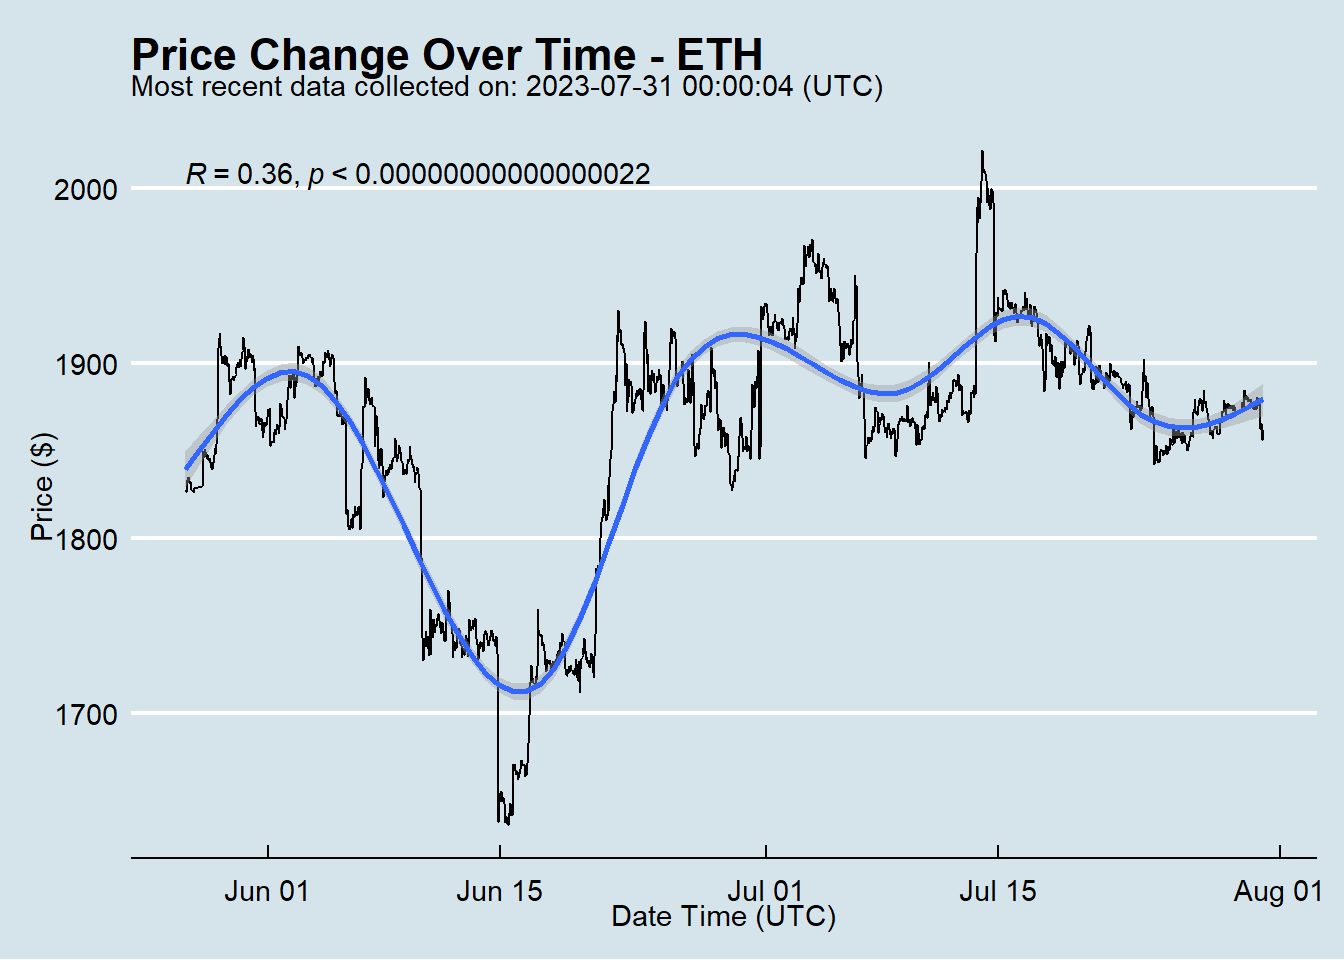 Price Change Over Time - ETH
Most recent data collected on: 2023-07-31 00:00:04 (UTC)
R = 0.36, p < 0.00000000000000022
2000
1900
1800
1700
Price ($)
Jun 01
Jun 15
Jul 01
Jul 15
Aug 01
Date Time (UTC)